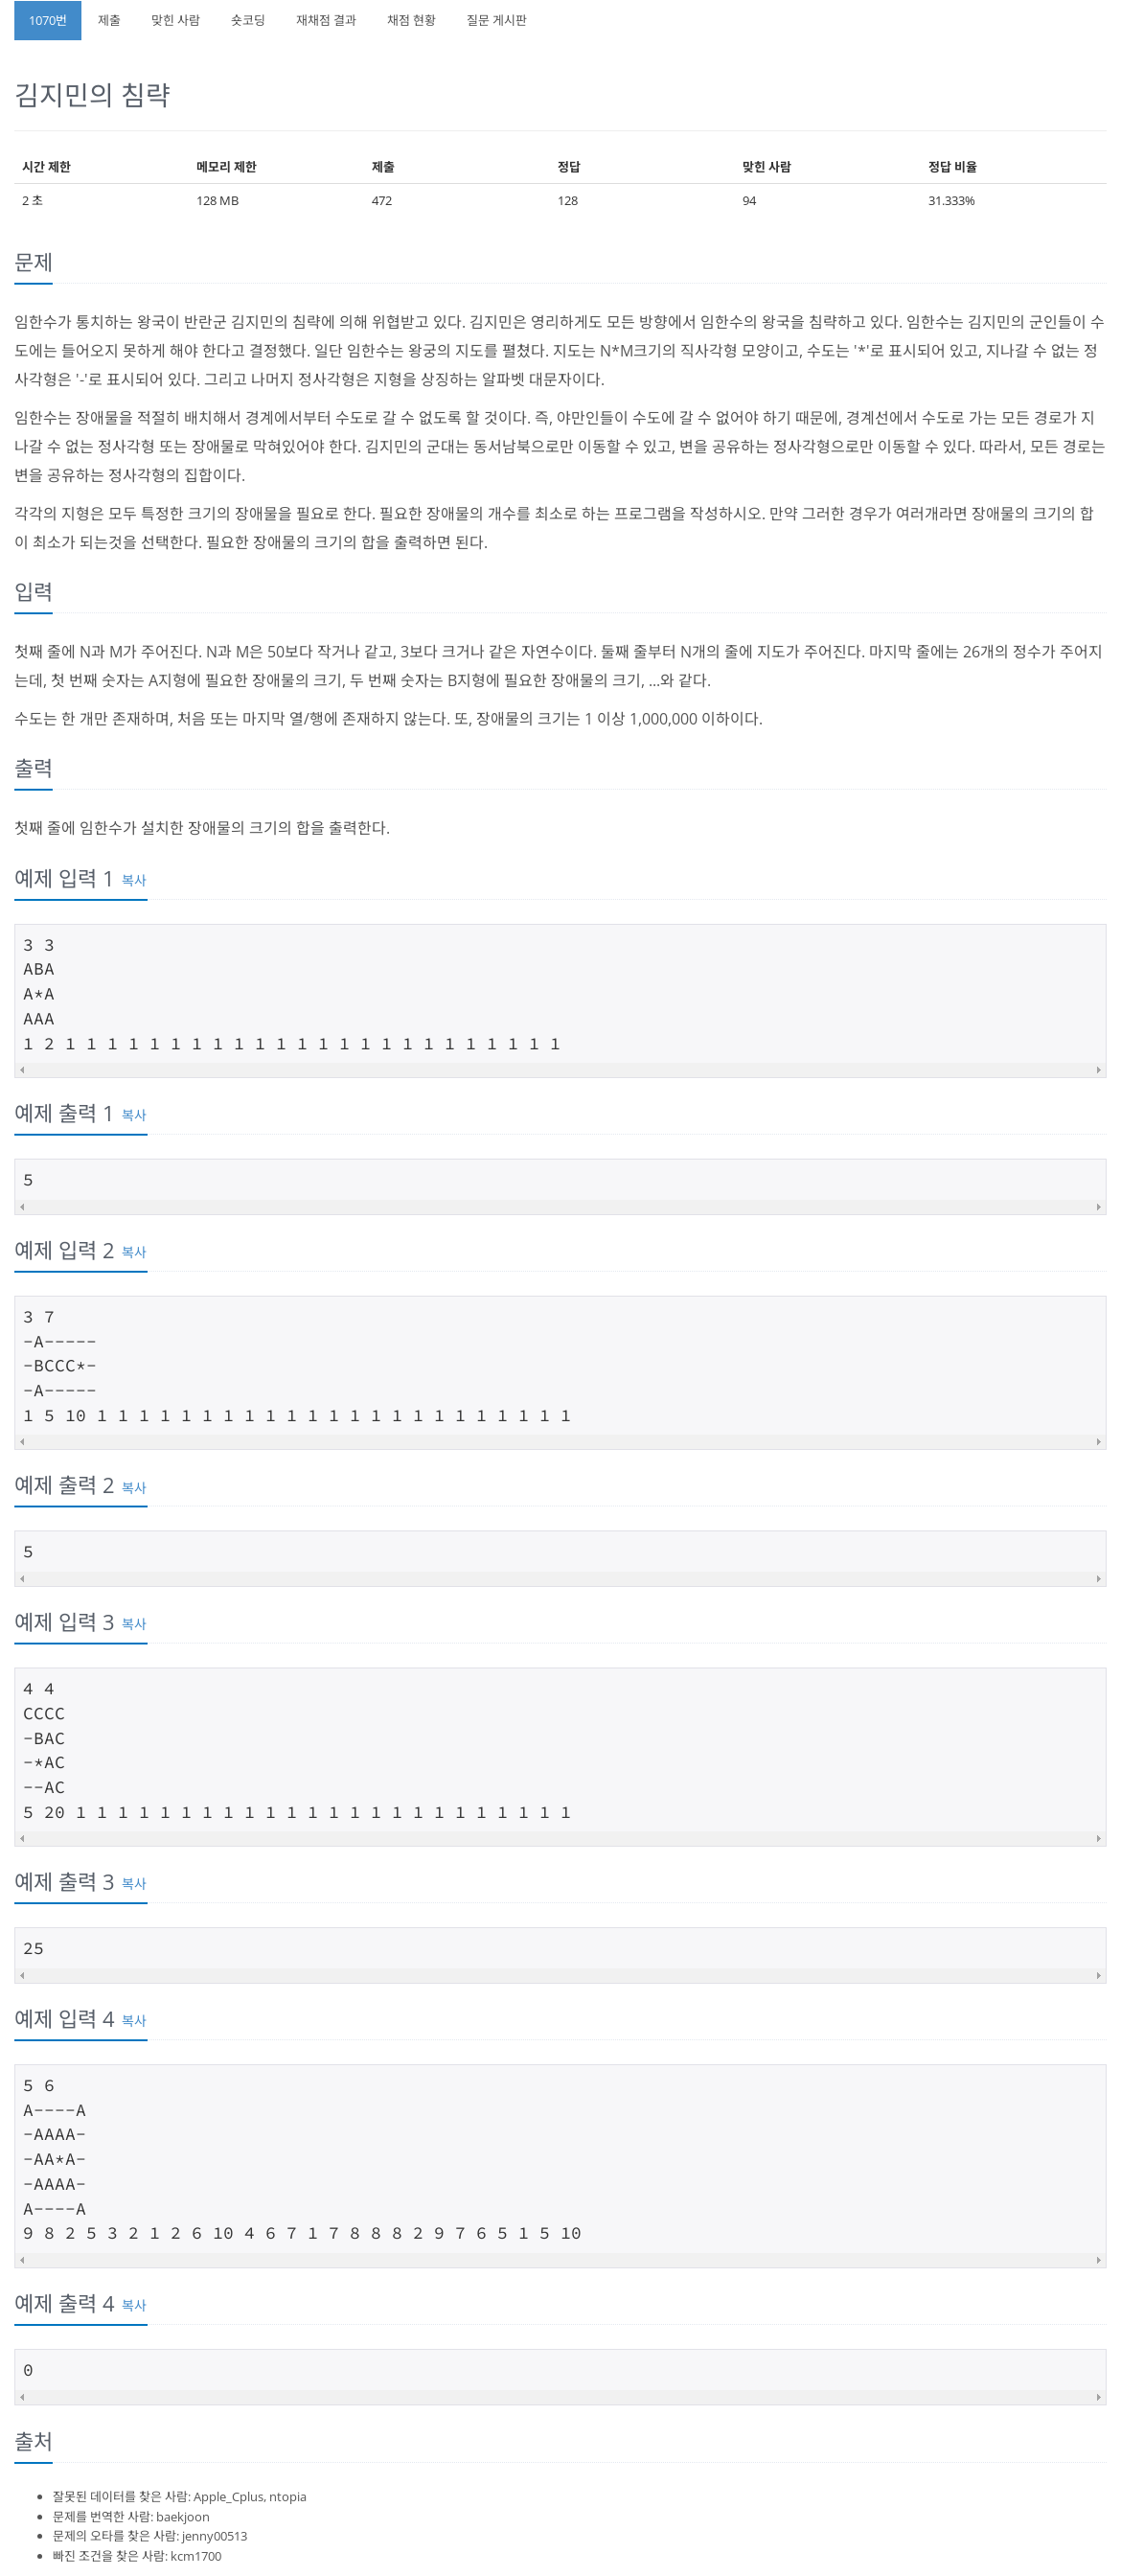 1070번 제출 맞힌 사람 숏코딩 재채점 결과 채점 현황 질문 게시판
김지민의 침략
시간 제한 메모리 제한 제출 정답 맞힌 사람 정답 비율
2 초 128 MB 472 128 94 31.333%
문제
임한수가 통치하는 왕국이 반란군 김지민의 침략에 의해 위협받고 있다. 김지민은 영리하게도 모든 방향에서 임한수의 왕국을 침략하고 있다. 임한수는 김지민의 군인들이 수
도에는 들어오지 못하게 해야 한다고 결정했다. 일단 임한수는 왕궁의 지도를 펼쳤다. 지도는 N*M크기의 직사각형 모양이고, 수도는 '*'로 표시되어 있고, 지나갈 수 없는 정
사각형은 '-'로 표시되어 있다. 그리고 나머지 정사각형은 지형을 상징하는 알파벳 대문자이다.
임한수는 장애물을 적절히 배치해서 경계에서부터 수도로 갈 수 없도록 할 것이다. 즉, 야만인들이 수도에 갈 수 없어야 하기 때문에, 경계선에서 수도로 가는 모든 경로가 지
나갈 수 없는 정사각형 또는 장애물로 막혀있어야 한다. 김지민의 군대는 동서남북으로만 이동할 수 있고, 변을 공유하는 정사각형으로만 이동할 수 있다. 따라서, 모든 경로는
변을 공유하는 정사각형의 집합이다.
각각의 지형은 모두 특정한 크기의 장애물을 필요로 한다. 필요한 장애물의 개수를 최소로 하는 프로그램을 작성하시오. 만약 그러한 경우가 여러개라면 장애물의 크기의 합
이 최소가 되는것을 선택한다. 필요한 장애물의 크기의 합을 출력하면 된다.
입력
첫째 줄에 N과 M가 주어진다. N과 M은 50보다 작거나 같고, 3보다 크거나 같은 자연수이다. 둘째 줄부터 N개의 줄에 지도가 주어진다. 마지막 줄에는 26개의 정수가 주어지
는데, 첫 번째 숫자는 A지형에 필요한 장애물의 크기, 두 번째 숫자는 B지형에 필요한 장애물의 크기, ...와 같다.
수도는 한 개만 존재하며, 처음 또는 마지막 열/행에 존재하지 않는다. 또, 장애물의 크기는 1 이상 1,000,000 이하이다.
출력
첫째 줄에 임한수가 설치한 장애물의 크기의 합을 출력한다.
예제 입력 1 복사
3 3
ABA
A*A
AAA
1 2 1 1 1 1 1 1 1 1 1 1 1 1 1 1 1 1 1 1 1 1 1 1 1 1
예제 출력 1 복사
5
예제 입력 2 복사
3 7
-A-----
-BCCC*-
-A-----
1 5 10 1 1 1 1 1 1 1 1 1 1 1 1 1 1 1 1 1 1 1 1 1 1 1
예제 출력 2 복사
5
예제 입력 3 복사
4 4
CCCC
-BAC
-*AC
--AC
5 20 1 1 1 1 1 1 1 1 1 1 1 1 1 1 1 1 1 1 1 1 1 1 1 1
예제 출력 3 복사
25
예제 입력 4 복사
5 6
A----A
-AAAA-
-AA*A-
-AAAA-
A----A
9 8 2 5 3 2 1 2 6 10 4 6 7 1 7 8 8 8 2 9 7 6 5 1 5 10
예제 출력 4 복사
0
출처
잘못된 데이터를 찾은 사람: Apple_Cplus, ntopia
문제를 번역한 사람: baekjoon
문제의 오타를 찾은 사람: jenny00513
빠진 조건을 찾은 사람: kcm1700